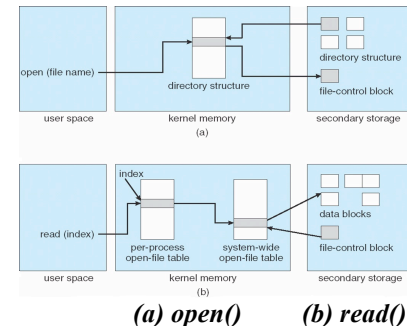 open (file name)
directory structure
directory structure
file-control block
user space
kernel memory
secondary storage
(a)
index
read (index)
data blocks
per-process
open-file table
system-wide
open-file table
file-control block
user space
kernel memory
secondary storage
(b)
(a) open() (b) read()